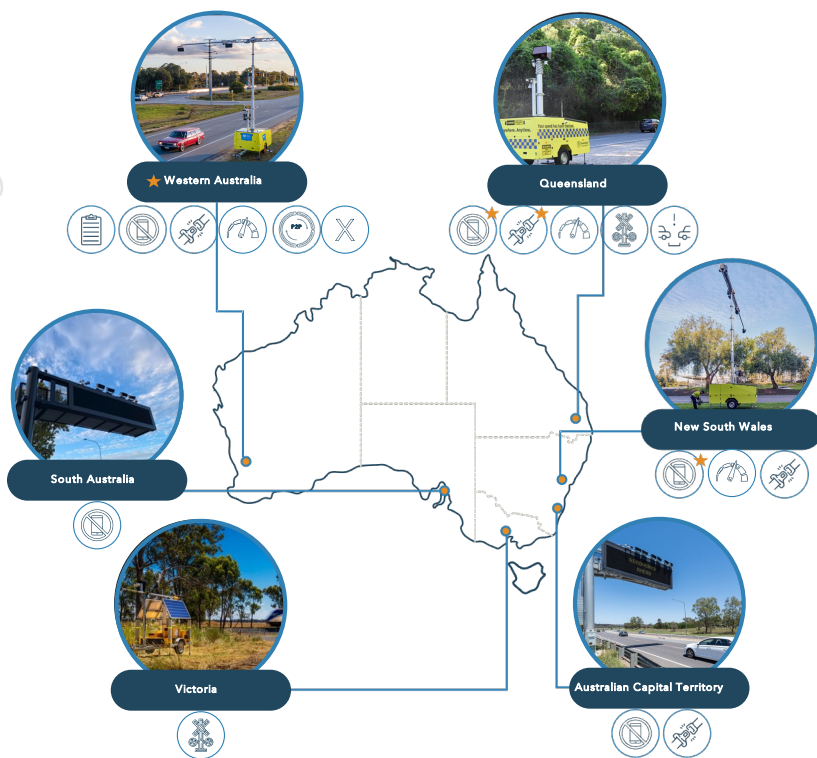 Western Australia
Queensland
P2P
X
New South Wales
South Australia
Victoria
Australian Capital Territory